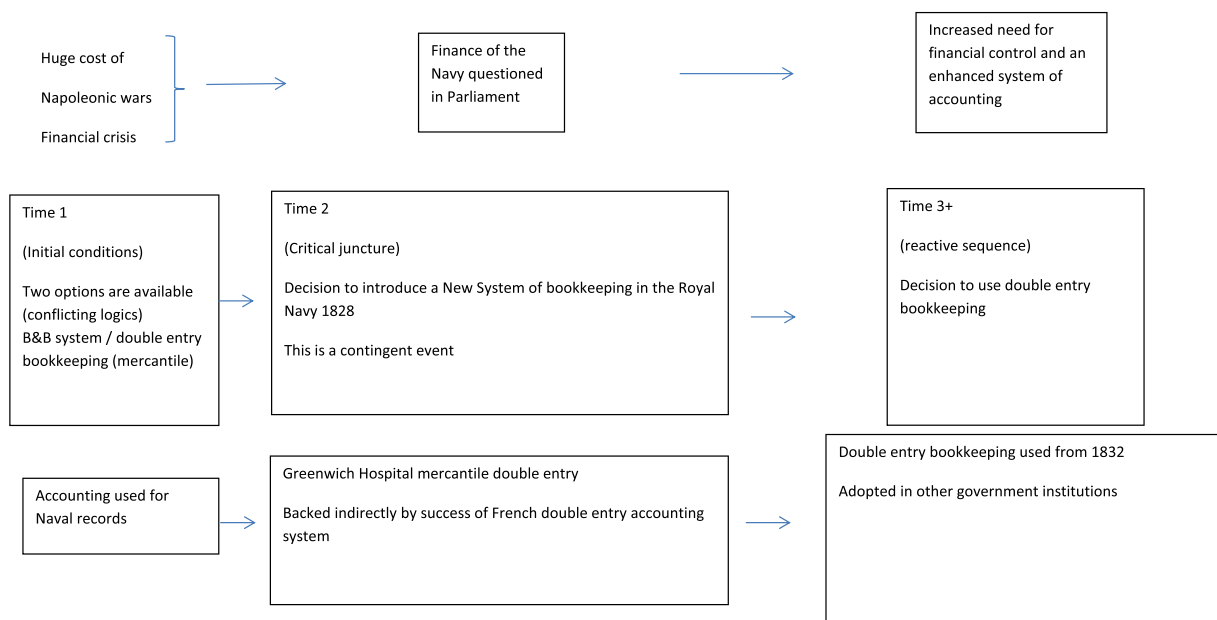 Huge cost of
Napoleonic wars
Financial crisis
Finance of the
Navy questioned
in Parliament
Increased need for
financial control and an
enhanced system of
accounting
Time 1
(Initial conditions)
Two options are available
(conflicting logics)
B&B system / double entry
bookkeeping (mercantile)
Time 2
(Critical juncture)
Decision to introduce a New System of bookkeeping in the Royal
Navy 1828
This is a contingent event
Time 3+
(reactive sequence)
Decision to use double entry
bookkeeping
Accounting used for
Naval records
Greenwich Hospital mercantile double entry
Backed indirectly by success of French double entry accounting
system
Double entry bookkeeping used from 1832
Adopted in other government institutions